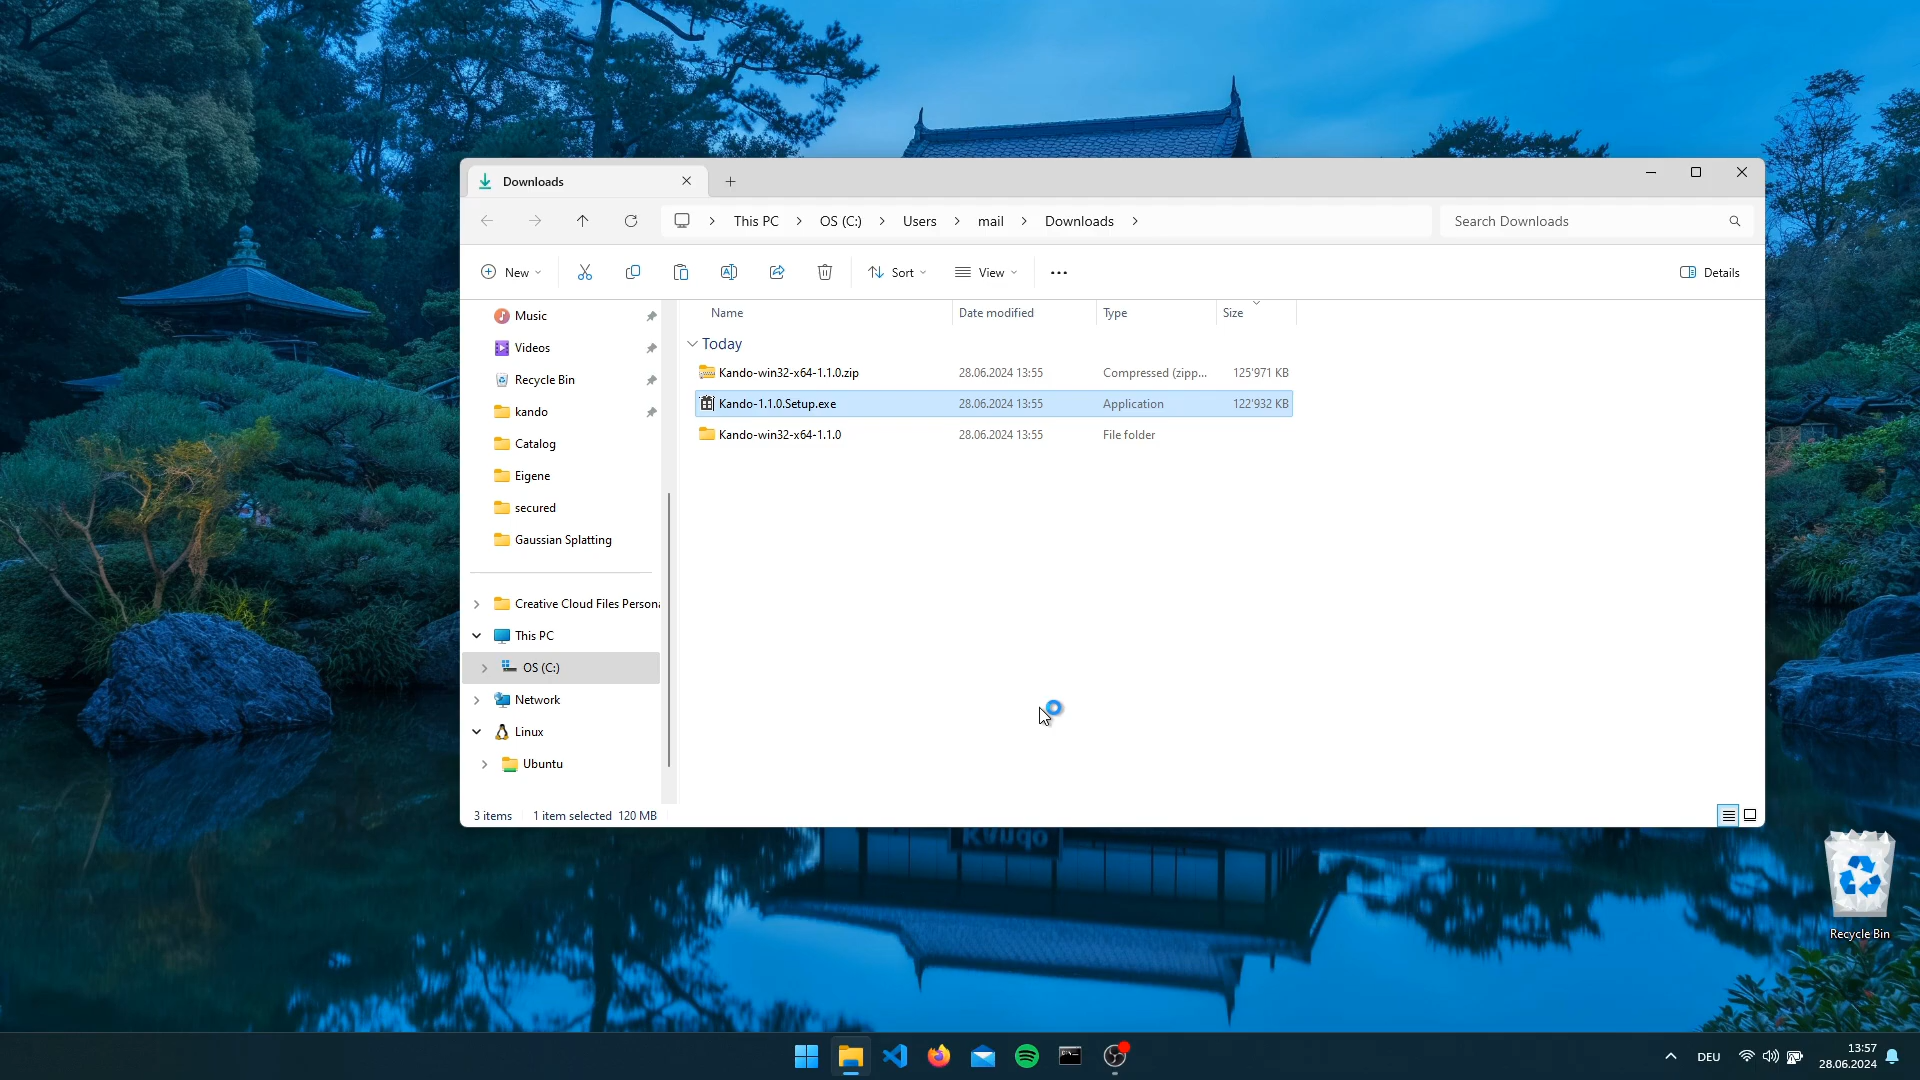 Downloads
This PC
OS (C:)
Users
mail
Downloads
Search Downloads
New
Sort
View
Details
Music
Videos
Recycle Bin
kando
Catalog
Eigene
secured
Gaussian Splatting
Creative Cloud Files Persona
This PC
OS (C:)
Network
Linux
Ubuntu
Name Date modified Type Size
Today
Kando-win32-x64-1.1.0.zip 28.06.2024 13:55 Compressed (zipp... 125'971 KB
Kando-1.1.0.Setup.exe 28.06.2024 13:55 Application 122'932 KB
Kando-win32-x64-1.1.0 28.06.2024 13:55 File folder
3 items 1 item selected 120 MB
Recycle Bin
DEU
13:57
28.06.2024